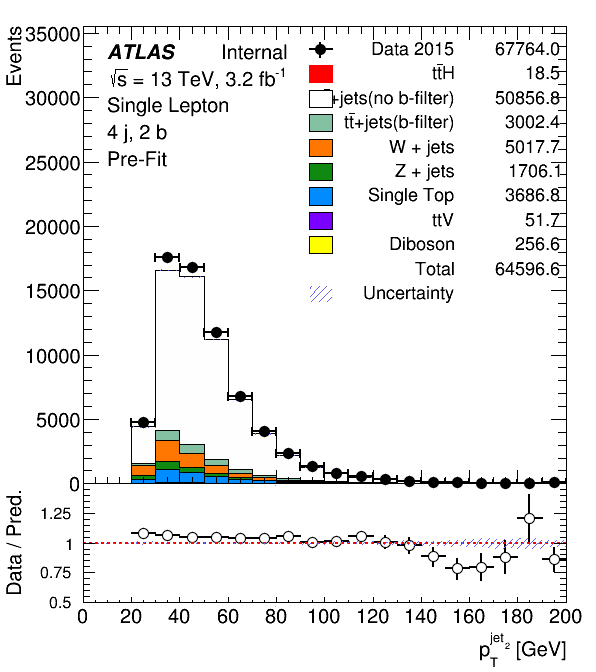 Events
35000
30000
25000
20000
15000
10000
5000
0
ATLAS Internal
√s = 13 TeV, 3.2 fb⁻¹
Single Lepton
4 j, 2 b
Pre-Fit
Data 2015 67764.0
tt̄H 18.5
+jets(no b-filter) 50856.8
tt̄+jets(b-filter) 3002.4
W + jets 5017.7
Z + jets 1706.1
Single Top 3686.8
ttV 51.7
Diboson 256.6
Total 64596.6
Uncertainty
Data / Pred.
1.25
1
0.75
0.5
0 20 40 60 80 100 120 140 160 180 200
p_T^jet₂ [GeV]